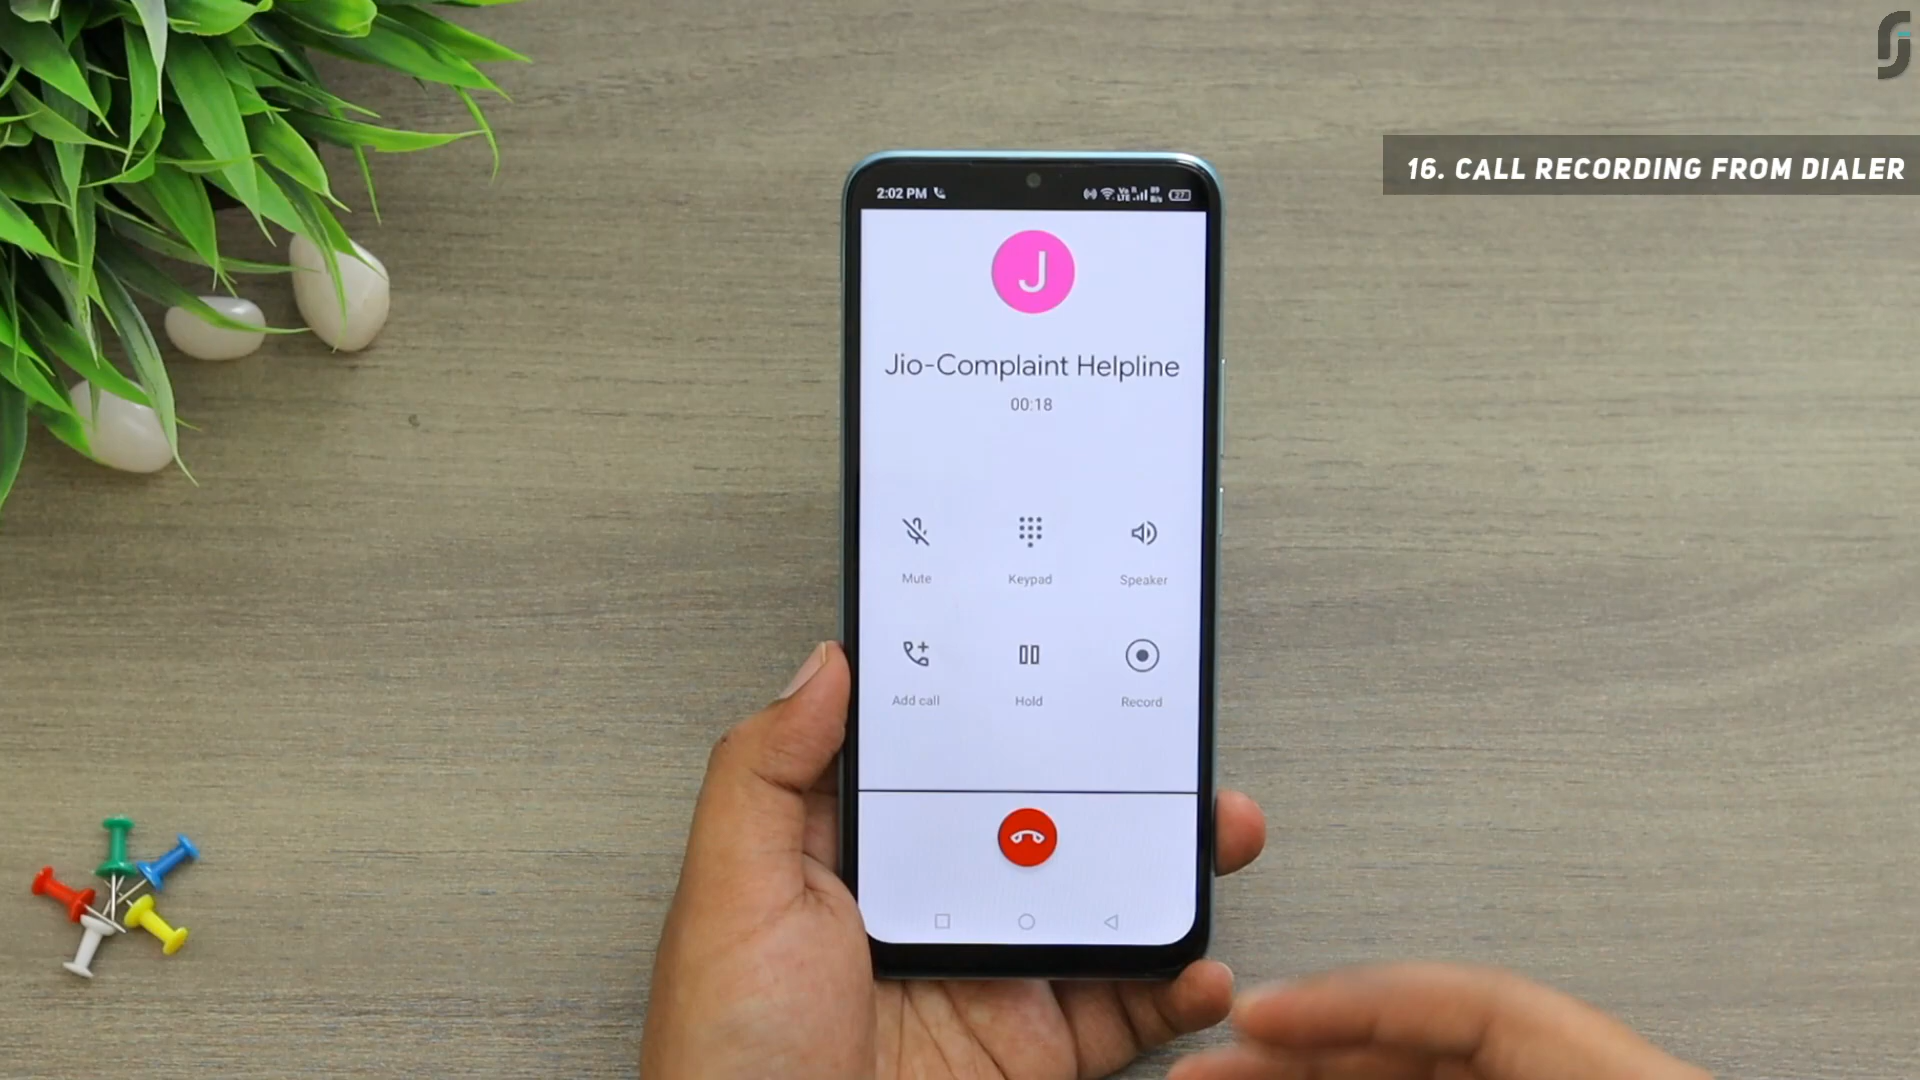 16. CALL RECORDING FROM DIALER
2:02 PM
27
J
Jio-Complaint Helpline
00:18
Mute
Keypad
Speaker
Add call
Hold
Record